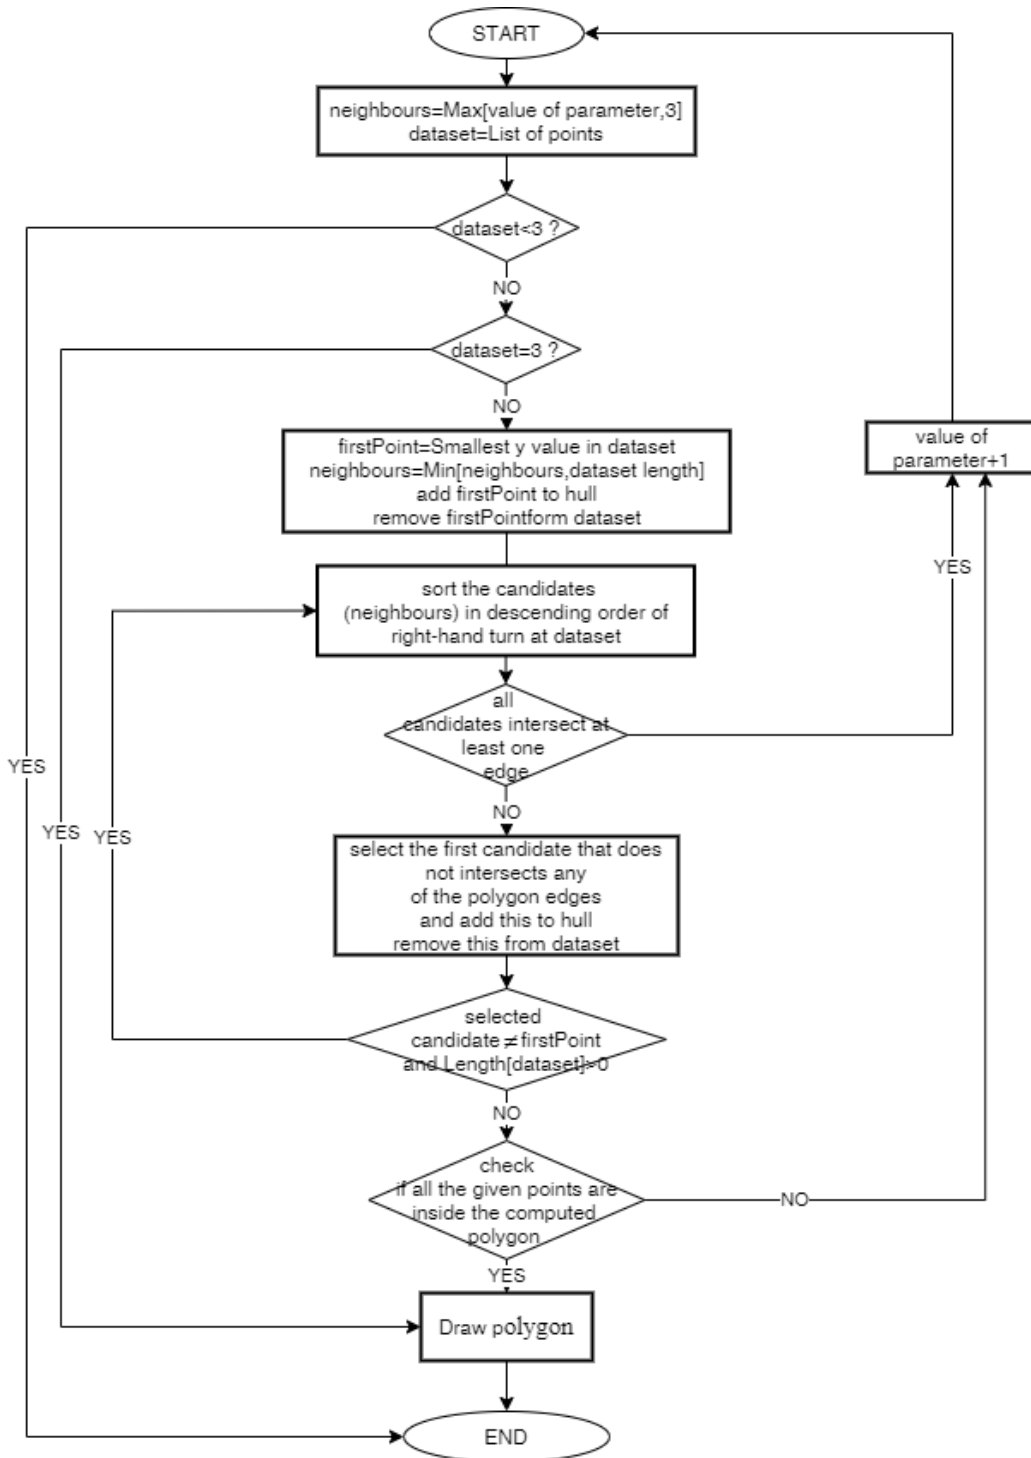 START
neighbours=Max[value of parameter,3]
dataset=List of points
dataset<3 ?
NO
dataset=3 ?
NO
firstPoint=Smallest y value in dataset
neighbours=Min[neighbours,dataset length]
add firstPoint to hull
remove firstPointform dataset
value of
parameter+1
YES
sort the candidates
(neighbours) in descending order of
right-hand turn at dataset
all
candidates intersect at
least one
edge
YES
NO
YES
YES
select the first candidate that does
not intersects any
of the polygon edges
and add this to hull
remove this from dataset
selected
candidate≠firstPoint
and Length[dataset]>0
NO
check
if all the given points are
inside the computed
polygon
NO
YES
Draw polygon
END